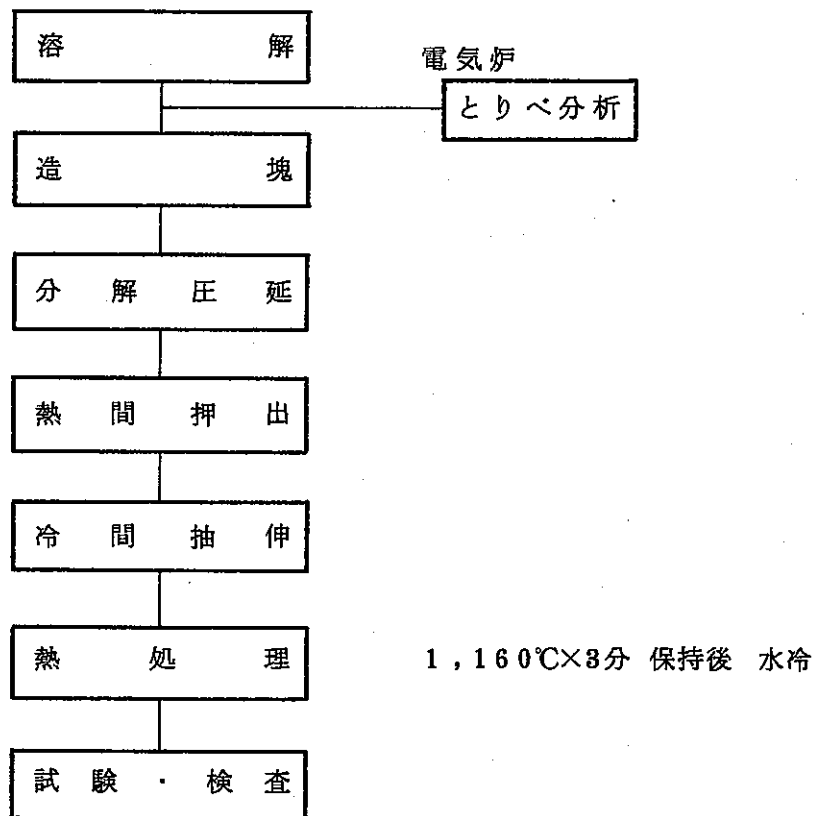 溶解
電気炉
とりべ分析
造塊
分解圧延
熱間押出
冷間抽伸
熱処理
1,160℃×3分 保持後 水冷
試験・検査